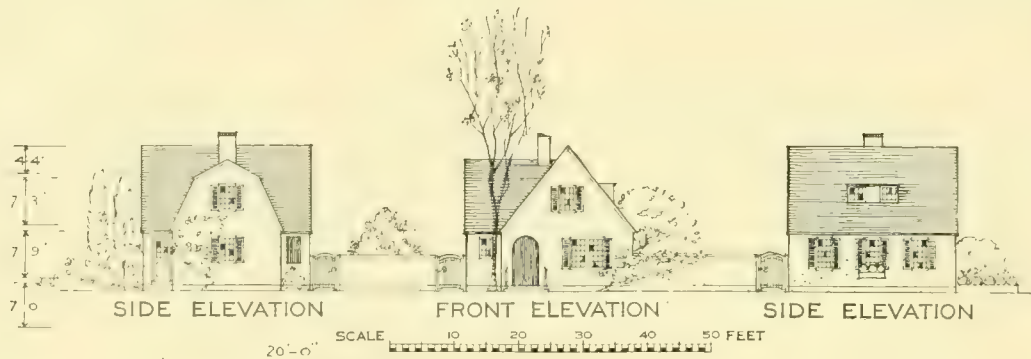 4 4'
7 3'
7 9'
7 0
SIDE ELEVATION FRONT ELEVATION SIDE ELEVATION
SCALE 10 20 30 40 50 FEET
20'-0"